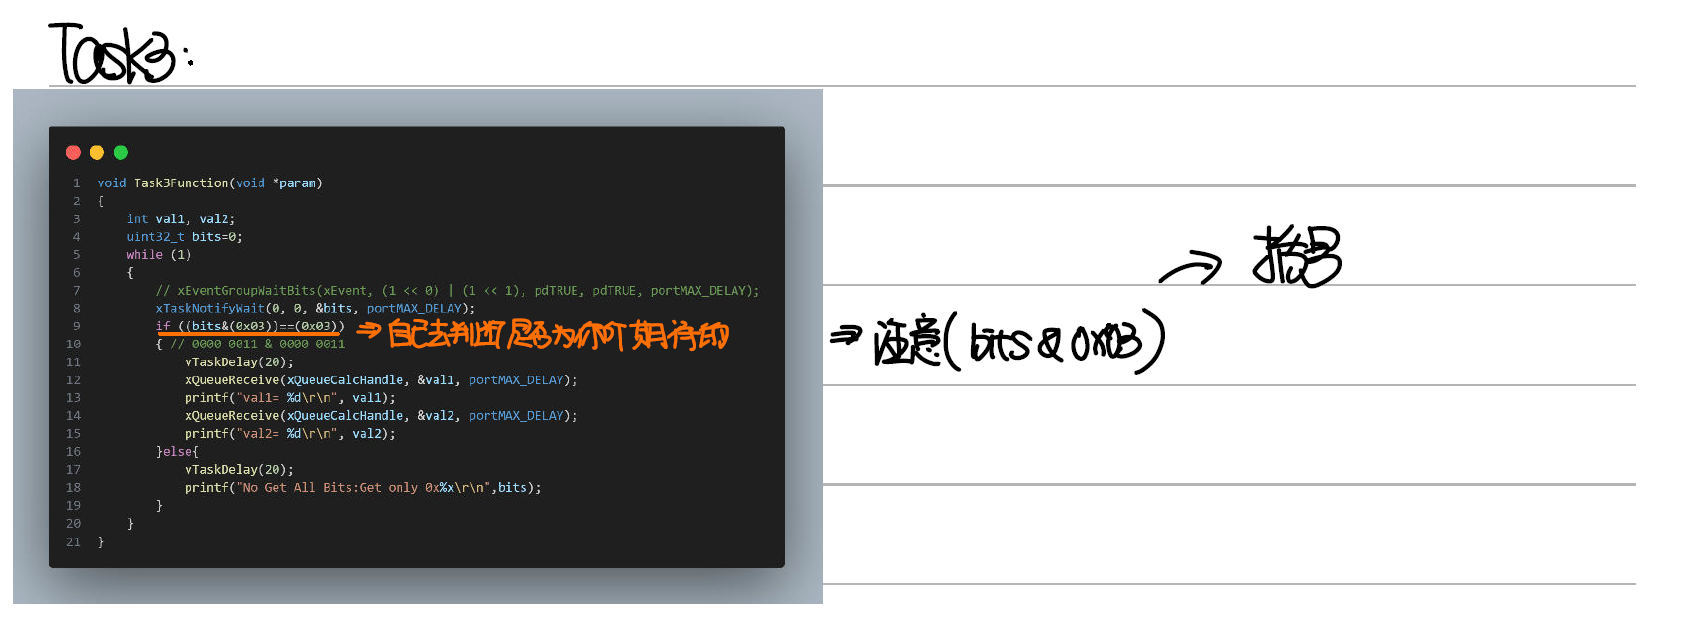 Task3:
1 void Task3Function(void *param)
2 {
3 int val1, val2;
4 uint32_t bits=0;
5 while (1)
6 {
7 // xEventGroupWaitBits(xEvent, (1 << 0) | (1 << 1), pdTRUE, pdTRUE, portMAX_DELAY);
8 xTaskNotifyWait(0, 0, &bits, portMAX_DELAY);
9 if ((bits&(0x03))==(0x03)) ⇒ 自己去判断是否为你所期待的
10 { // 0000 0011 & 0000 0011
11 vTaskDelay(20);
12 xQueueReceive(xQueueCalcHandle, &val1, portMAX_DELAY);
13 printf("val1= %d\r\n", val1);
14 xQueueReceive(xQueueCalcHandle, &val2, portMAX_DELAY);
15 printf("val2= %d\r\n", val2);
16 }else{
17 vTaskDelay(20);
18 printf("No Get All Bits:Get only 0x%x\r\n",bits);
19 }
20 }
21 }
→ 括号
⇒ 注意(bits & 0x03)